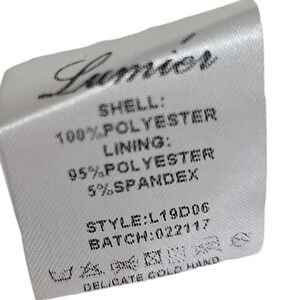 Lumier
SHELL:
100%POLYESTER
LINING:
95%POLYESTER
5%SPANDEX
STYLE:L19D06
BATCH:022117
DELICATE COLD HAND